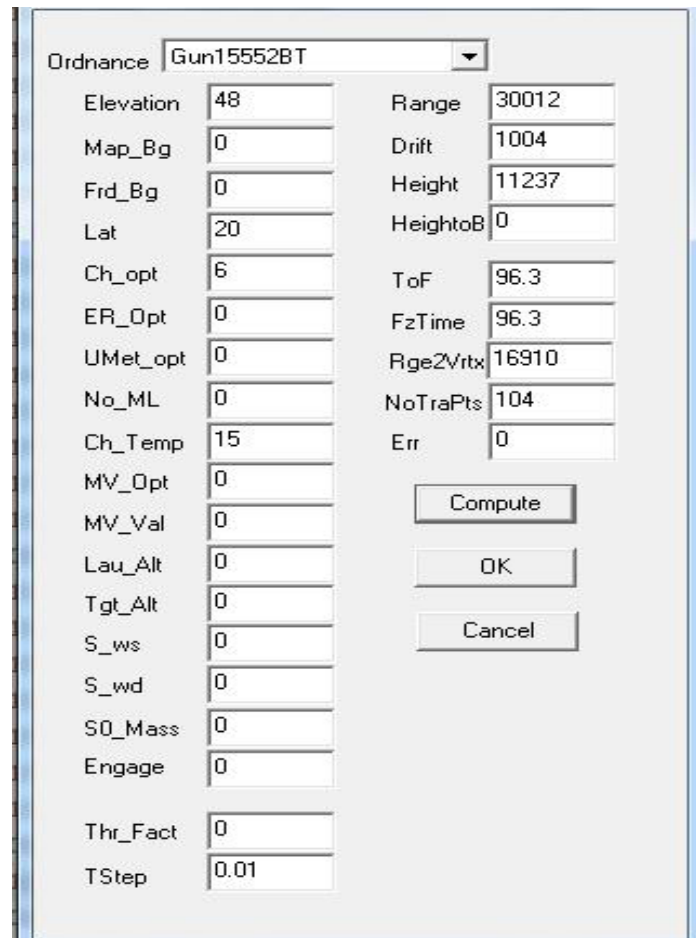 Ordnance Gun15552BT
Elevation 48 Range 30012
Map_Bg 0 Drift 1004
Frd_Bg 0 Height 11237
Lat 20 HeightoB 0
Ch_opt 6 ToF 96.3
ER_Opt 0 FzTime 96.3
UMet_opt 0 Rge2Vrtx 16910
No_ML 0 NoTraPts 104
Ch_Temp 15 Err 0
MV_Opt 0
MV_Val 0 Compute
Lau_Alt 0 OK
Tgt_Alt 0
S_ws 0 Cancel
S_wd 0
S0_Mass 0
Engage 0
Thr_Fact 0
TStep 0.01